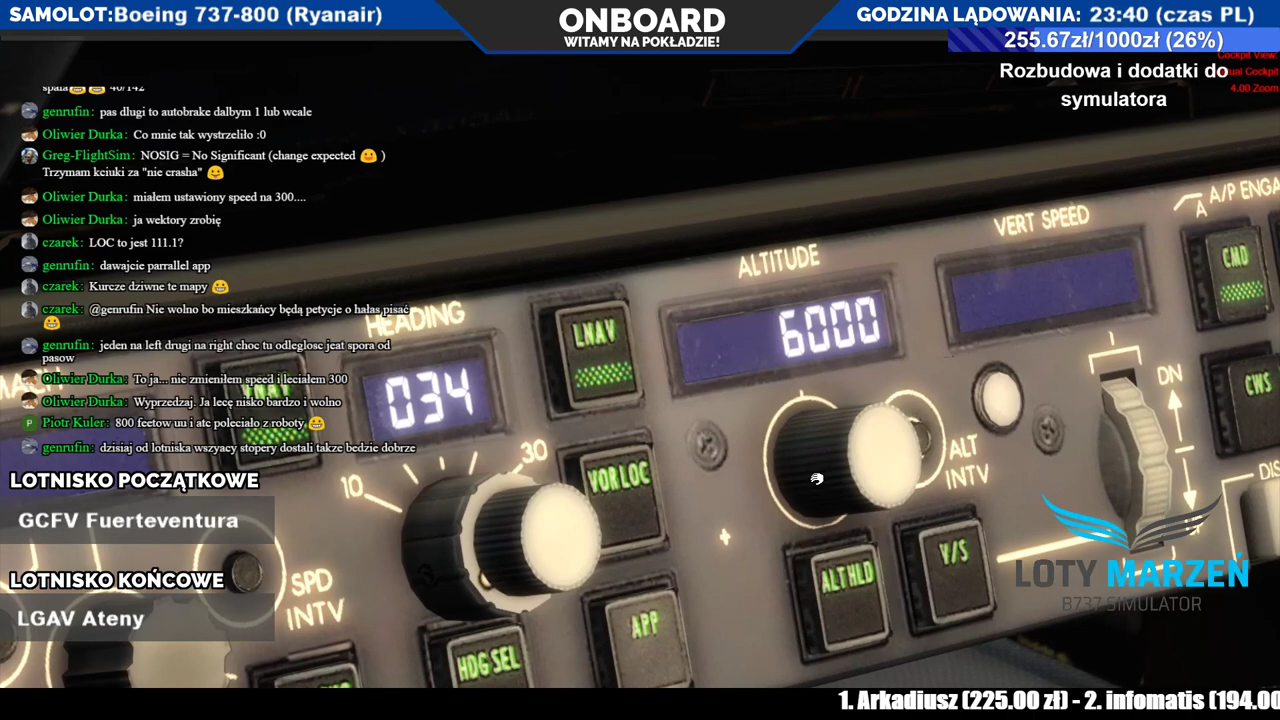 SAMOLOT:Boeing 737-800 (Ryanair)
ONBOARD
WITAMY NA POKŁADZIE!
GODZINA LĄDOWANIA: 23:40 (czas PL)
255.67zł/1000zł (26%)
Rozbudowa i dodatki do
symulatora
Cockpit View:
4.00 Zoom
genrufin: pas dlugi to autobrake dalbym 1 lub wcale
Oliwier Durka: Co mnie tak wystrzeliło :0
Greg-FlightSim: NOSIG = No Significant (change expected 😛 )
Trzymam kciuki za "nie crasha" 🙂
Oliwier Durka: miałem ustawiony speed na 300....
Oliwier Durka: ja wektory zrobię
czarek: LOC to jest 111.1?
genrufin: dawajcie parrallel app
czarek: Kurcze dziwne te mapy 😀
czarek: @genrufin Nie wolno bo mieszkańcy będą petycje o hałas pisać
😀
genrufin: jeden na left drugi na right choc tu odleglosc jest spora od
pasow
Oliwier Durka: To ja... nie zmieniłem speed i leciałem 300
Oliwier Durka: Wyprzedzaj. Ja lecę nisko bardzo i wolno
P Piotr Kuler: 800 feetow uu i atc poleciało z roboty 😀
genrufin: dzisiaj od lotniska wszyacy stopery dostali takze bedzie dobrze
LOTNISKO POCZĄTKOWE
GCFV Fuerteventura
LOTNISKO KOŃCOWE
LGAV Ateny
HEADING
034
10
30
VNAV
LNAV
VOR LOC
APP
HDG SEL
SPD
INTV
ALTITUDE
6000
ALT
INTV
ALT HLD
V/S
VERT SPEED
DN
A/P ENGA
A
CMD
CWS
DIS
LOTY MARZEŃ
B737 SIMULATOR
1. Arkadiusz (225.00 zł) - 2. infomatis (194.00